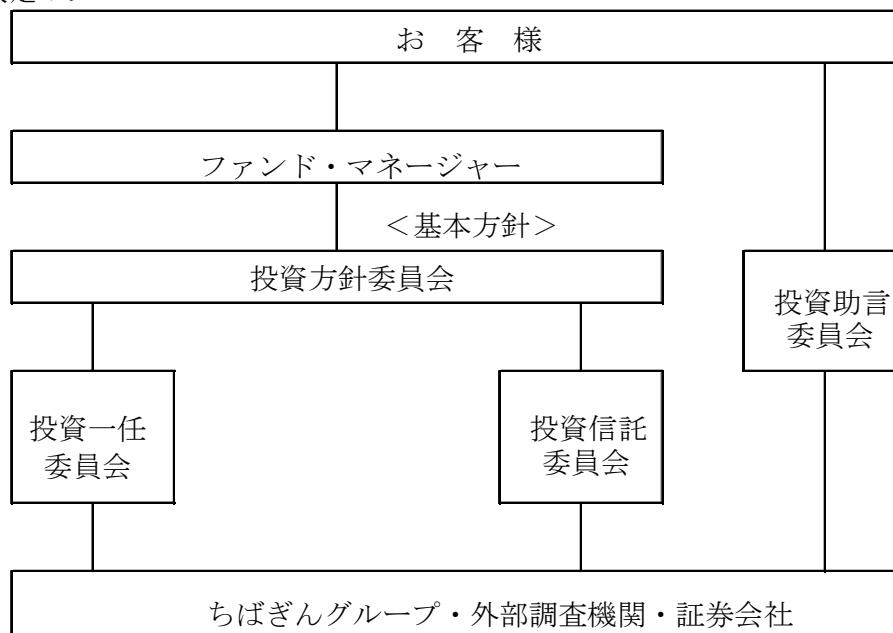 お 客 様
ファンド・マネージャー
＜基本方針＞
投資方針委員会
投資助言
委員会
投資一任
委員会
投資信託
委員会
ちばぎんグループ・外部調査機関・証券会社